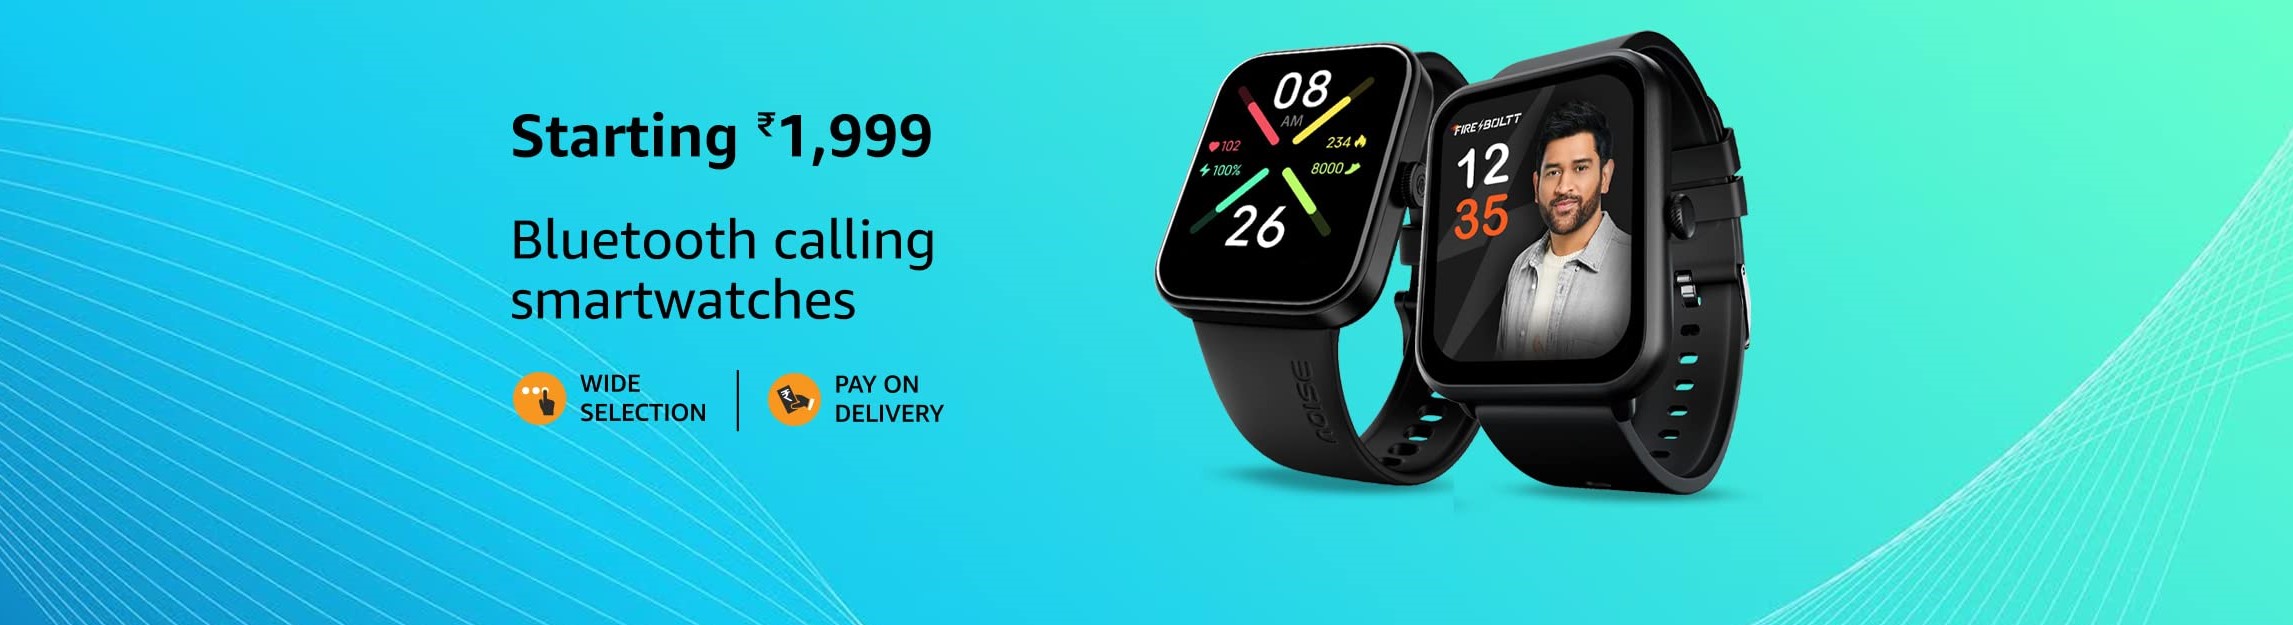 Starting ₹1,999
Bluetooth calling
smartwatches
WIDE
SELECTION
PAY ON
DELIVERY
08
AM
102
234
100%
8000
26
NOISE
FIRE BOLTT
12
35